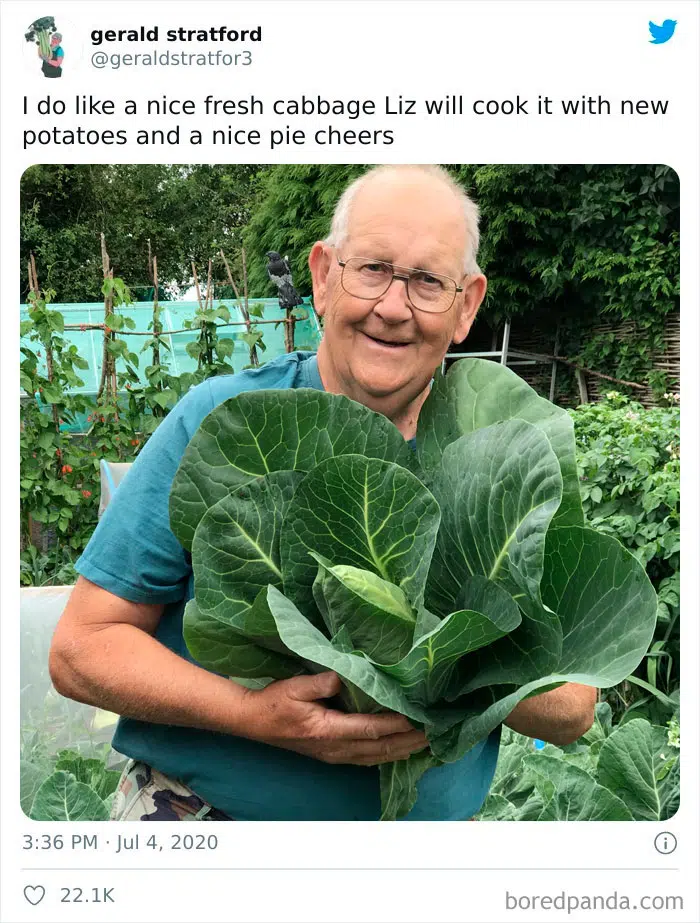 gerald stratford
@geraldstratfor3
I do like a nice fresh cabbage Liz will cook it with new
potatoes and a nice pie cheers
3:36 PM · Jul 4, 2020
22.1K
boredpanda.com